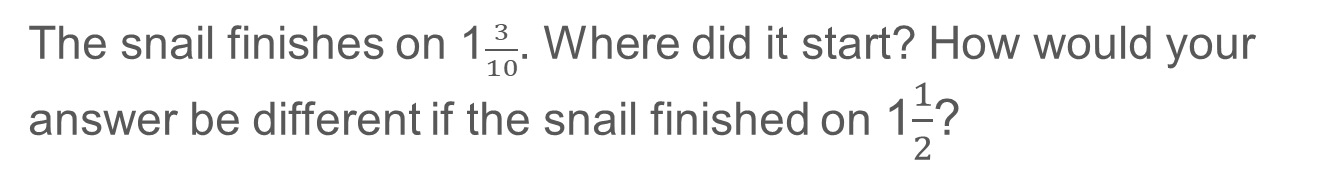 The snail finishes on 1 3/10. Where did it start? How would your
answer be different if the snail finished on 1 1/2?